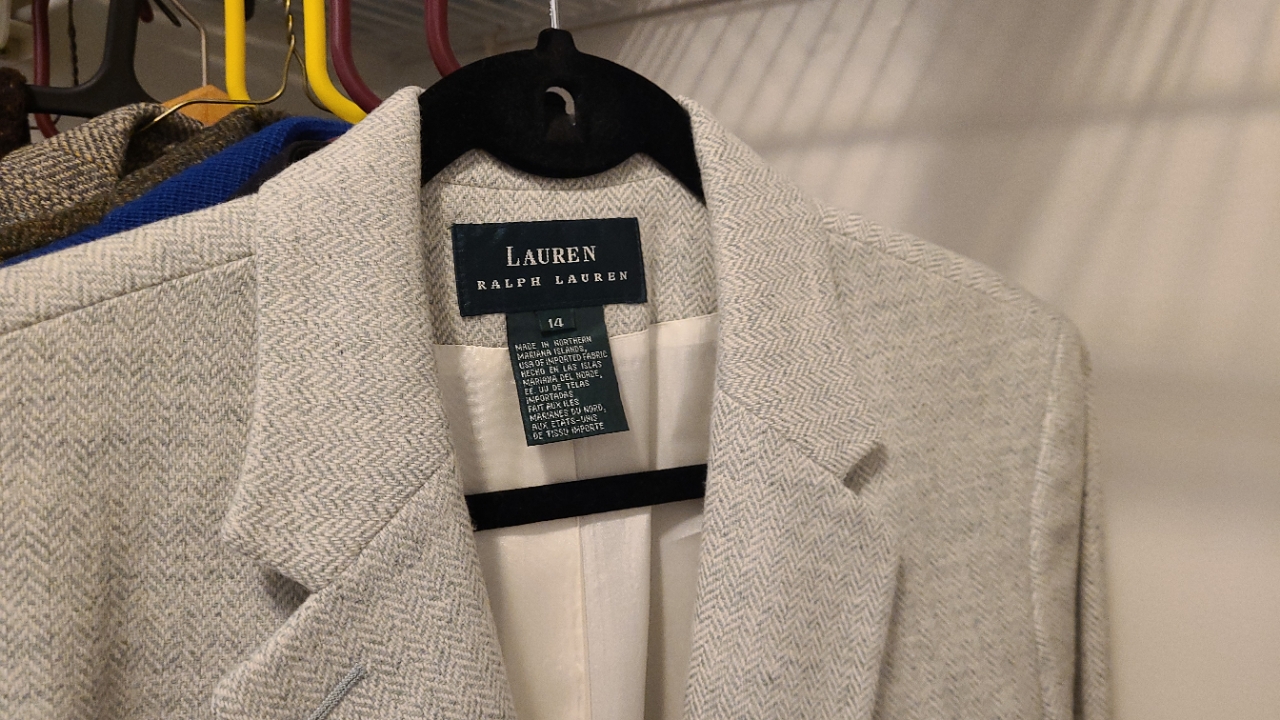 LAUREN
RALPH LAUREN
14
MADE IN NORTHERN
MARIANA ISLANDS,
USA OF IMPORTED FABRIC
HECHO EN LAS ISLAS
MARIANA DEL NORDE,
EE UU DE TELAS
IMPORTADAS
FAIT AUX ILES
MARIANES DU NORD,
AUX ETATS-UNIS
DE TISSU IMPORTE